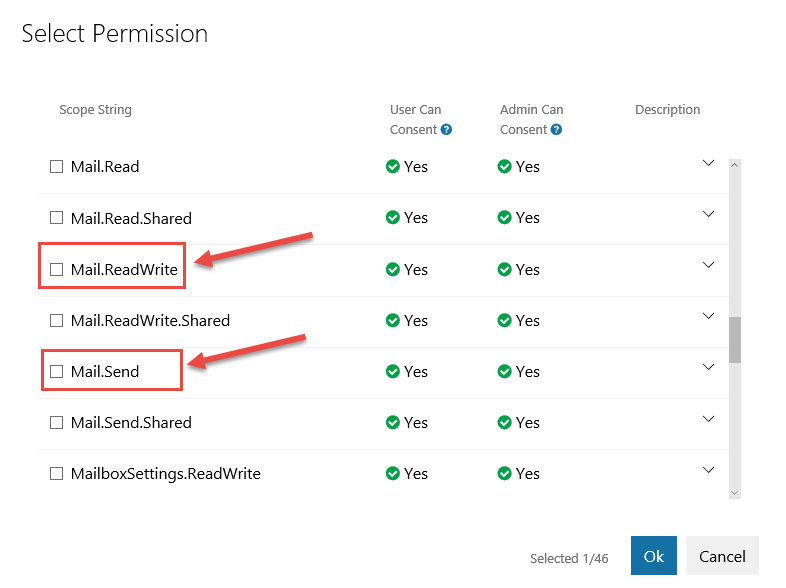 Select Permission
Scope String User Can Consent ? Admin Can Consent ? Description
Mail.Read Yes Yes
Mail.Read.Shared Yes Yes
Mail.ReadWrite Yes Yes
Mail.ReadWrite.Shared Yes Yes
Mail.Send Yes Yes
Mail.Send.Shared Yes Yes
MailboxSettings.ReadWrite Yes Yes
Selected 1/46 Ok Cancel